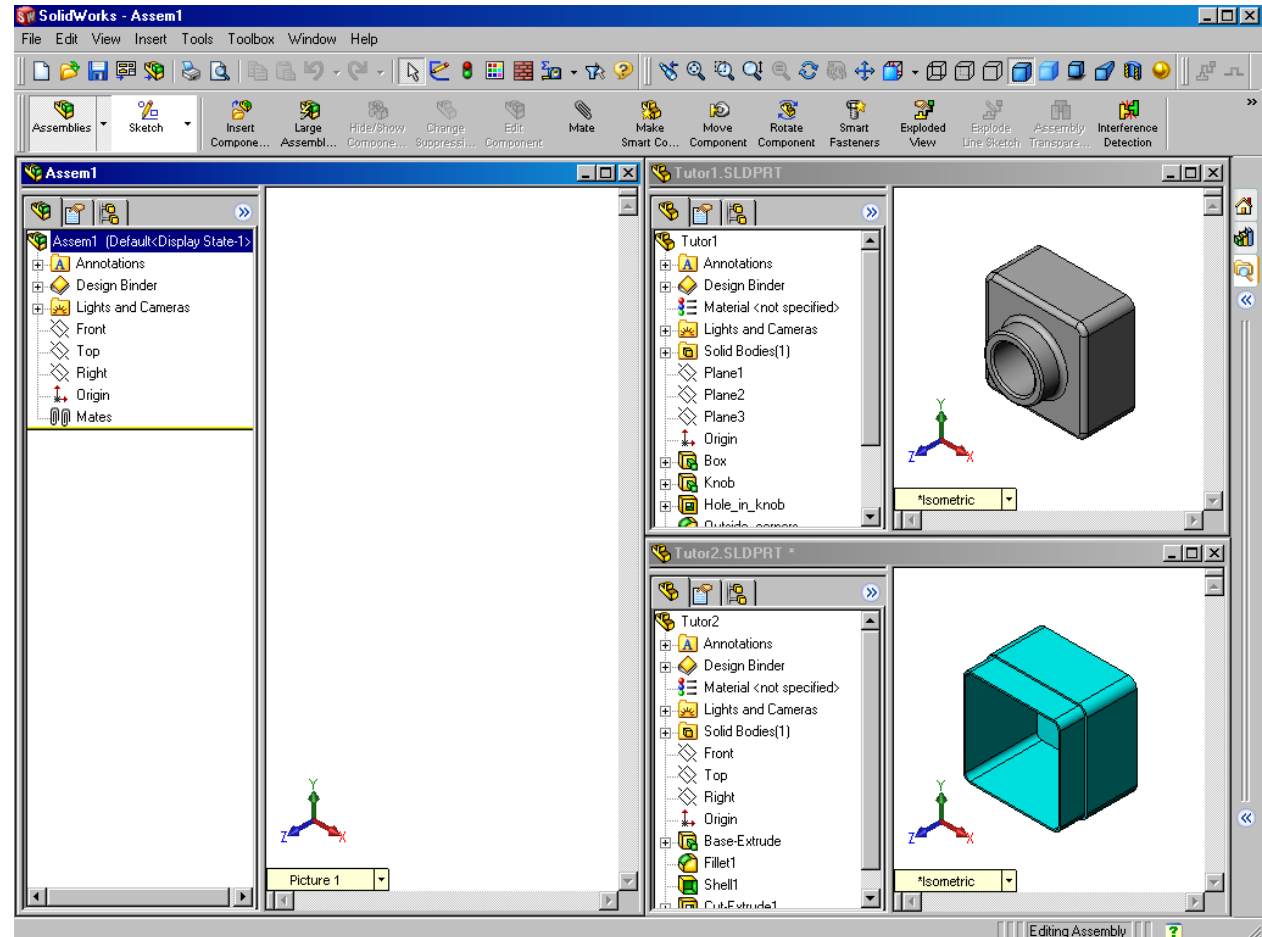 SolidWorks - Assem1
File Edit View Insert Tools Toolbox Window Help
Assemblies Sketch Insert Compone... Large Assembl... Hide/Show Compone... Change Suppressi... Edit Component Mate Make Smart Co... Move Component Rotate Component Smart Fasteners Exploded View Explode Line Sketch Assembly Transpare... Interference Detection
Assem1
Assem1 (Default<Display State-1>
A Annotations
Design Binder
Lights and Cameras
Front
Top
Right
Origin
Mates
Y
Z X
Picture 1
Tutor1.SLDPRT
Tutor1
A Annotations
Design Binder
Material <not specified>
Lights and Cameras
Solid Bodies(1)
Plane1
Plane2
Plane3
Origin
Box
Knob
Hole_in_knob
Outside_corners
Y
Z X
*Isometric
Tutor2.SLDPRT *
Tutor2
A Annotations
Design Binder
Material <not specified>
Lights and Cameras
Solid Bodies(1)
Front
Top
Right
Origin
Base-Extrude
Fillet1
Shell1
Cut-Extrude1
Y
Z X
*Isometric
Editing Assembly